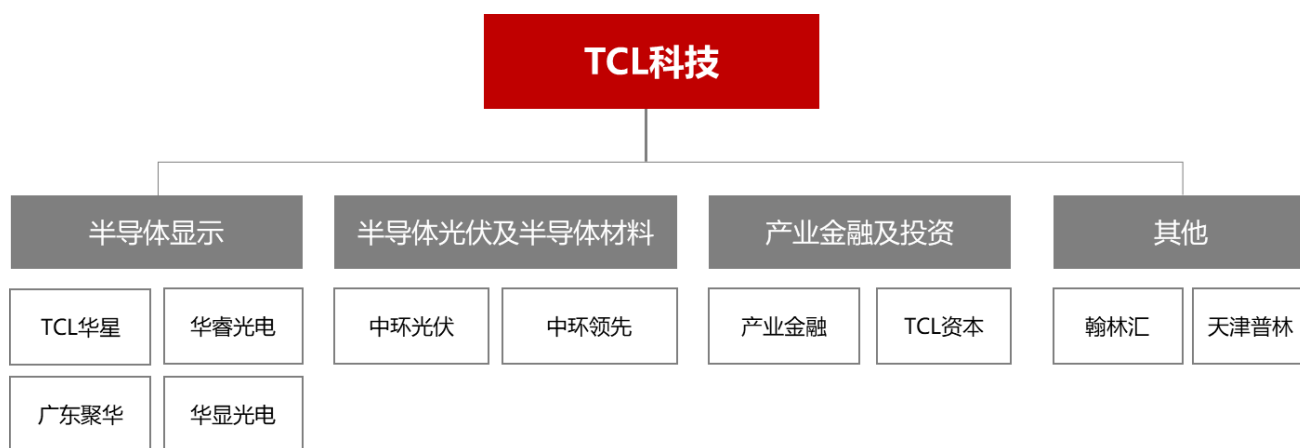 TCL科技
半导体显示
半导体光伏及半导体材料
产业金融及投资
其他
TCL华星
华睿光电
中环光伏
中环领先
产业金融
TCL资本
翰林汇
天津普林
广东聚华
华显光电